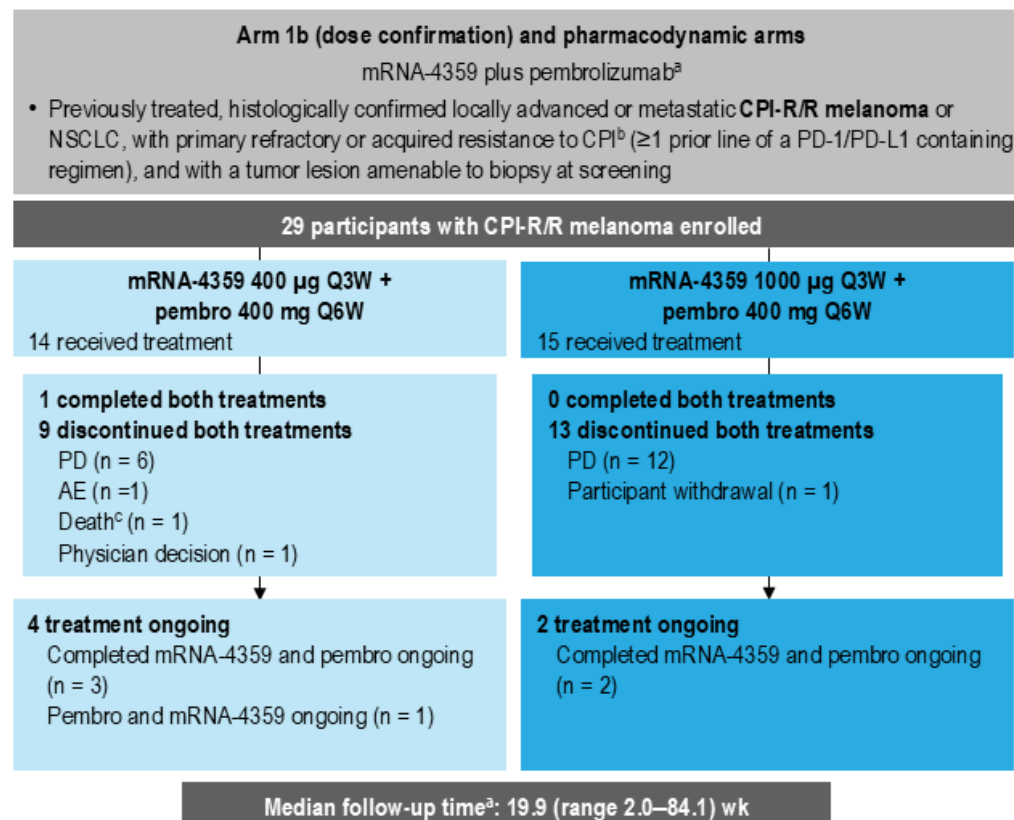 Arm 1b (dose confirmation) and pharmacodynamic arms
mRNA-4359 plus pembrolizumabᵃ
• Previously treated, histologically confirmed locally advanced or metastatic CPI-R/R melanoma or
NSCLC, with primary refractory or acquired resistance to CPIᵇ (≥1 prior line of a PD-1/PD-L1 containing
regimen), and with a tumor lesion amenable to biopsy at screening
29 participants with CPI-R/R melanoma enrolled
mRNA-4359 400 µg Q3W +
pembro 400 mg Q6W
14 received treatment
1 completed both treatments
9 discontinued both treatments
PD (n = 6)
AE (n =1)
Deathᶜ (n = 1)
Physician decision (n = 1)
4 treatment ongoing
Completed mRNA-4359 and pembro ongoing
(n = 3)
Pembro and mRNA-4359 ongoing (n = 1)
mRNA-4359 1000 µg Q3W +
pembro 400 mg Q6W
15 received treatment
0 completed both treatments
13 discontinued both treatments
PD (n = 12)
Participant withdrawal (n = 1)
2 treatment ongoing
Completed mRNA-4359 and pembro ongoing
(n = 2)
Median follow-up timeᵃ: 19.9 (range 2.0–84.1) wk